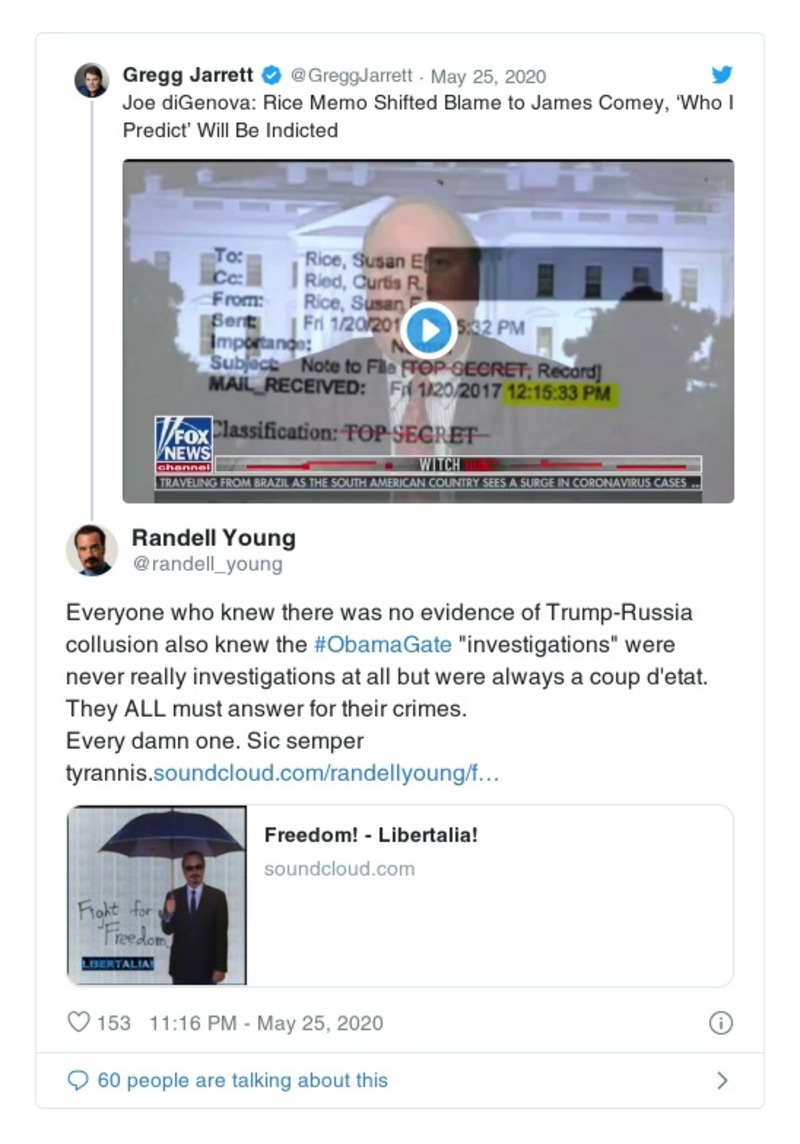 Gregg Jarrett @GreggJarrett · May 25, 2020
Joe diGenova: Rice Memo Shifted Blame to James Comey, ‘Who I
Predict’ Will Be Indicted
To: Rice, Susan E
Cc: Ried, Curtis R.
From: Rice, Susan
Sent: Fri 1/20/201 5:32 PM
Importance:
Subject: Note to File [TOP SECRET, Record]
MAIL_RECEIVED: Fri 1/20/2017 12:15:33 PM
Classification: TOP SECRET
FOX
NEWS
channel
WITCH HUNT
TRAVELING FROM BRAZIL AS THE SOUTH AMERICAN COUNTRY SEES A SURGE IN CORONAVIRUS CASES ...
Randell Young
@randell_young
Everyone who knew there was no evidence of Trump-Russia
collusion also knew the #ObamaGate "investigations" were
never really investigations at all but were always a coup d'etat.
They ALL must answer for their crimes.
Every damn one. Sic semper
tyrannis.soundcloud.com/randellyoung/f…
Freedom! - Libertalia!
soundcloud.com
Fight for
Freedom
LIBERTALIA!
153 11:16 PM - May 25, 2020
60 people are talking about this